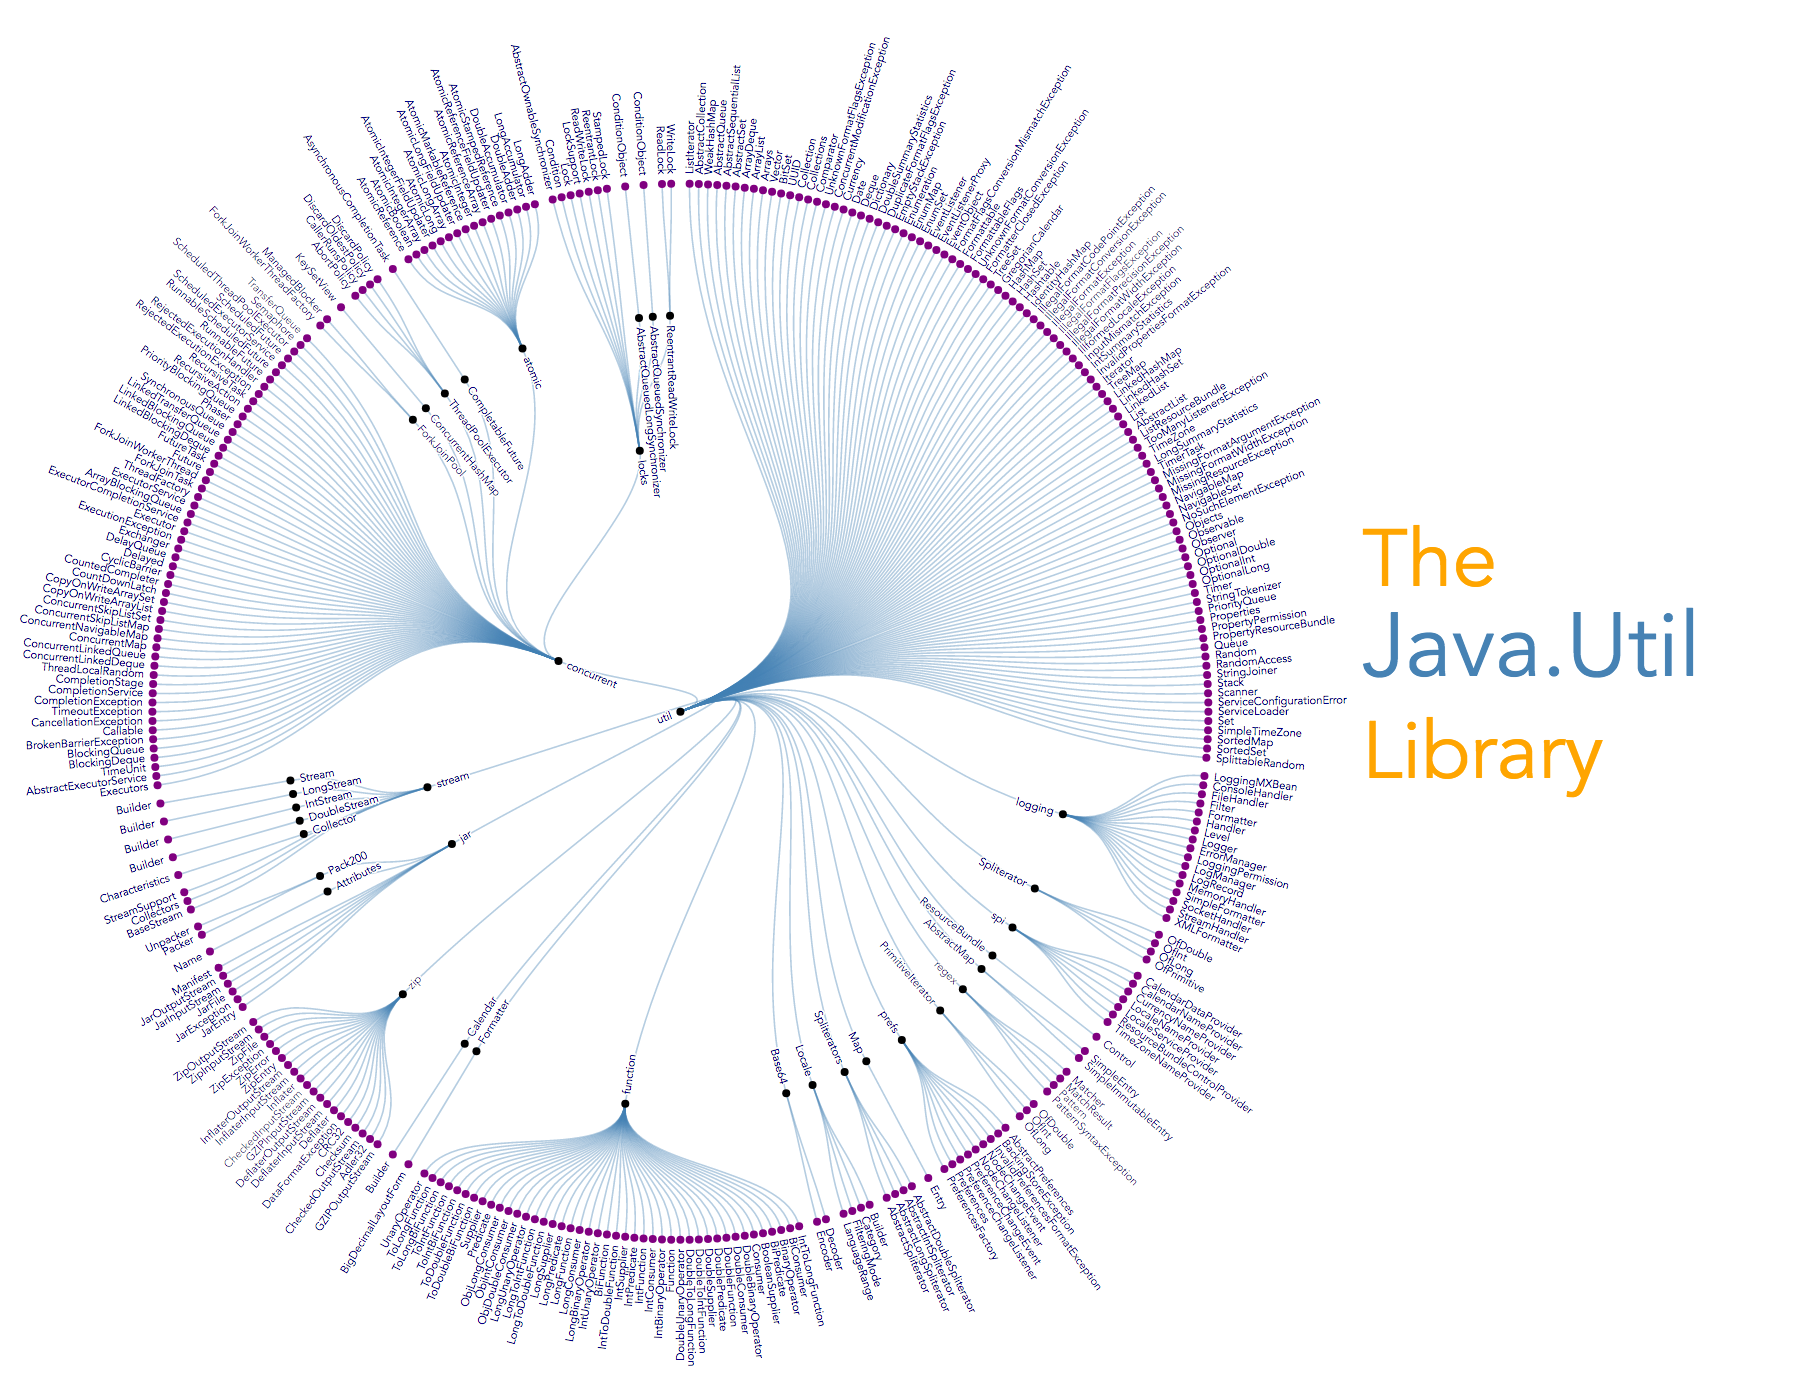 The
Java.Util
Library
util
ListIterator
AbstractCollection
WeakHashMap
AbstractQueue
AbstractSequentialList
AbstractSet
ArrayDeque
ArrayList
Arrays
Vector
BitSet
UUID
Collection
Collections
Comparator
UnknownFormatFlagsException
ConcurrentModificationException
Currency
Date
Deque
Dictionary
DoubleSummaryStatistics
DuplicateFormatFlagsException
EmptyStackException
Enumeration
EnumMap
EnumSet
EventListener
EventListenerProxy
EventObject
FormatFlagsConversionMismatchException
Formattable
FormattableFlags
UnknownFormatConversionException
FormatterClosedException
TreeSet
GregorianCalendar
HashMap
HashSet
Hashtable
IdentityHashMap
IllegalFormatCodePointException
IllegalFormatConversionException
IllegalFormatException
IllegalFormatFlagsException
IllegalFormatPrecisionException
IllegalFormatWidthException
IllformedLocaleException
InputMismatchException
IntSummaryStatistics
InvalidPropertiesFormatException
Iterator
TreeMap
LinkedHashMap
LinkedHashSet
LinkedList
List
AbstractList
ListResourceBundle
TooManyListenersException
TimeZone
LongSummaryStatistics
TimerTask
MissingFormatArgumentException
MissingFormatWidthException
MissingResourceException
NavigableMap
NavigableSet
NoSuchElementException
Objects
Observable
Observer
Optional
OptionalDouble
OptionalInt
OptionalLong
Timer
StringTokenizer
PriorityQueue
Properties
PropertyPermission
PropertyResourceBundle
Queue
Random
RandomAccess
StringJoiner
Stack
Scanner
ServiceConfigurationError
ServiceLoader
Set
SimpleTimeZone
SortedMap
SortedSet
SplittableRandom
logging
LoggingMXBean
ConsoleHandler
FileHandler
Filter
Formatter
Handler
Level
Logger
ErrorManager
LoggingPermission
LogManager
LogRecord
MemoryHandler
SimpleFormatter
SocketHandler
StreamHandler
XMLFormatter
Spliterator
OfDouble
OfInt
OfLong
OfPrimitive
spi
CalendarDataProvider
CalendarNameProvider
CurrencyNameProvider
LocaleNameProvider
LocaleServiceProvider
ResourceBundleControlProvider
TimeZoneNameProvider
ResourceBundle
Control
AbstractMap
SimpleEntry
SimpleImmutableEntry
regex
Matcher
MatchResult
Pattern
PatternSyntaxException
PrimitiveIterator
OfDouble
OfInt
OfLong
prefs
AbstractPreferences
BackingStoreException
InvalidPreferencesFormatException
NodeChangeEvent
NodeChangeListener
PreferenceChangeEvent
PreferenceChangeListener
Preferences
PreferencesFactory
Map
Entry
Spliterators
AbstractDoubleSpliterator
AbstractIntSpliterator
AbstractLongSpliterator
AbstractSpliterator
Locale
Builder
Category
FilteringMode
LanguageRange
Base64
Decoder
Encoder
function
IntToLongFunction
BiConsumer
BinaryOperator
BiPredicate
BooleanSupplier
Consumer
DoubleBinaryOperator
DoubleConsumer
DoubleFunction
DoublePredicate
DoubleSupplier
DoubleToIntFunction
DoubleToLongFunction
DoubleUnaryOperator
Function
IntBinaryOperator
IntConsumer
IntFunction
IntPredicate
IntSupplier
IntToDoubleFunction
BiFunction
IntUnaryOperator
LongBinaryOperator
LongConsumer
LongFunction
LongPredicate
LongSupplier
LongToDoubleFunction
LongToIntFunction
LongUnaryOperator
ObjDoubleConsumer
ObjIntConsumer
ObjLongConsumer
Predicate
Supplier
ToDoubleBiFunction
ToDoubleFunction
ToIntBiFunction
ToIntFunction
ToLongBiFunction
ToLongFunction
UnaryOperator
Formatter
BigDecimalLayoutForm
Calendar
Builder
zip
GZIPOutputStream
Adler32
CheckedOutputStream
Checksum
CRC32
DataFormatException
Deflater
DeflaterInputStream
DeflaterOutputStream
GZIPInputStream
CheckedInputStream
Inflater
InflaterInputStream
InflaterOutputStream
ZipEntry
ZipError
ZipException
ZipFile
ZipInputStream
ZipOutputStream
jar
JarEntry
JarException
JarFile
JarInputStream
JarOutputStream
Manifest
Attributes
Name
Pack200
Packer
Unpacker
stream
BaseStream
Collectors
StreamSupport
Collector
Characteristics
DoubleStream
Builder
IntStream
Builder
LongStream
Builder
Stream
Builder
concurrent
Executors
AbstractExecutorService
TimeUnit
BlockingDeque
BlockingQueue
BrokenBarrierException
Callable
CancellationException
TimeoutException
CompletionException
CompletionService
CompletionStage
ThreadLocalRandom
ConcurrentLinkedDeque
ConcurrentLinkedQueue
ConcurrentMap
ConcurrentNavigableMap
ConcurrentSkipListMap
ConcurrentSkipListSet
CopyOnWriteArrayList
CopyOnWriteArraySet
CountDownLatch
CountedCompleter
CyclicBarrier
Delayed
DelayQueue
Exchanger
ExecutionException
Executor
ExecutorCompletionService
ArrayBlockingQueue
ExecutorService
ThreadFactory
ForkJoinTask
ForkJoinWorkerThread
Future
FutureTask
LinkedBlockingDeque
LinkedBlockingQueue
LinkedTransferQueue
SynchronousQueue
Phaser
PriorityBlockingQueue
RecursiveAction
RecursiveTask
RejectedExecutionException
RejectedExecutionHandler
RunnableFuture
RunnableScheduledFuture
ScheduledExecutorService
ScheduledFuture
ScheduledThreadPoolExecutor
Semaphore
TransferQueue
ForkJoinPool
ForkJoinWorkerThreadFactory
ManagedBlocker
ConcurrentHashMap
KeySetView
ThreadPoolExecutor
AbortPolicy
CallerRunsPolicy
DiscardOldestPolicy
DiscardPolicy
CompletableFuture
AsynchronousCompletionTask
atomic
AtomicReference
AtomicBoolean
AtomicIntegerArray
AtomicIntegerFieldUpdater
AtomicLong
AtomicLongArray
AtomicLongFieldUpdater
AtomicMarkableReference
AtomicInteger
AtomicReferenceArray
AtomicReferenceFieldUpdater
AtomicStampedReference
DoubleAccumulator
DoubleAdder
LongAccumulator
LongAdder
locks
AbstractOwnableSynchronizer
Condition
Lock
LockSupport
ReadWriteLock
ReentrantLock
StampedLock
AbstractQueuedLongSynchronizer
ConditionObject
AbstractQueuedSynchronizer
ConditionObject
ReentrantReadWriteLock
ReadLock
WriteLock